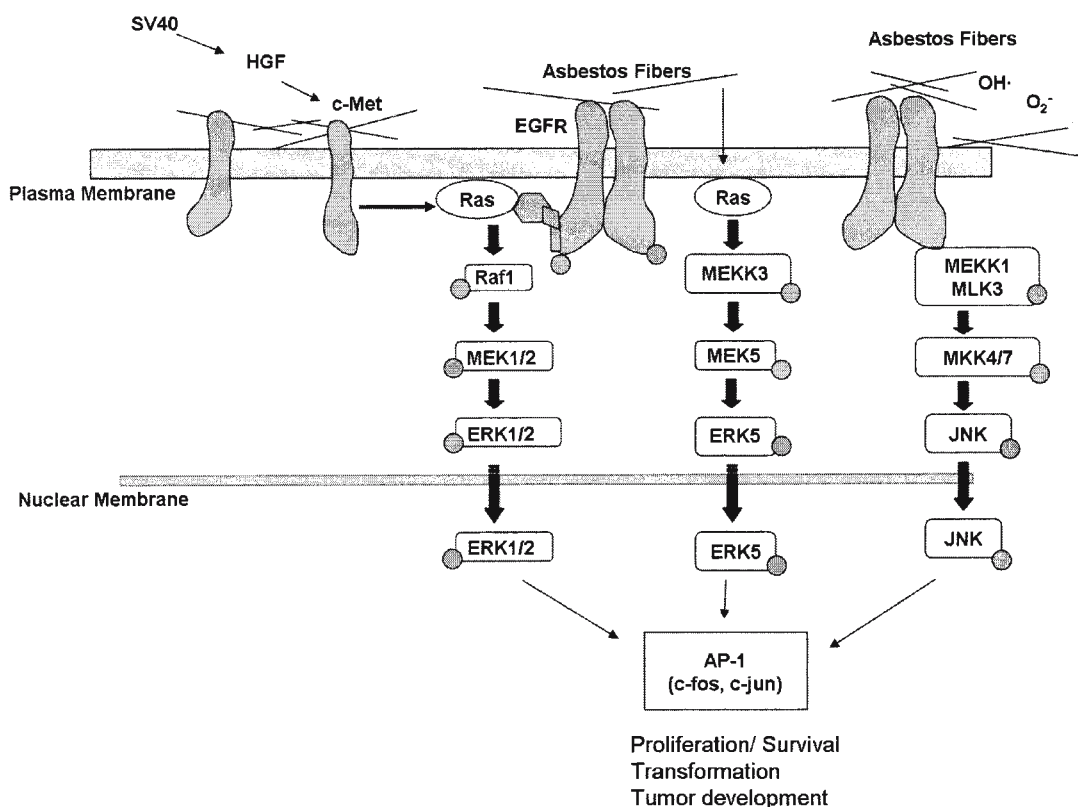 SV40
HGF
c-Met
Asbestos Fibers
EGFR
Asbestos Fibers
OH·
O₂⁻
Plasma Membrane
Ras
Raf1
MEK1/2
ERK1/2
Ras
MEKK3
MEK5
ERK5
MEKK1
MLK3
MKK4/7
JNK
Nuclear Membrane
ERK1/2
ERK5
JNK
AP-1
(c-fos, c-jun)
Proliferation/ Survival
Transformation
Tumor development